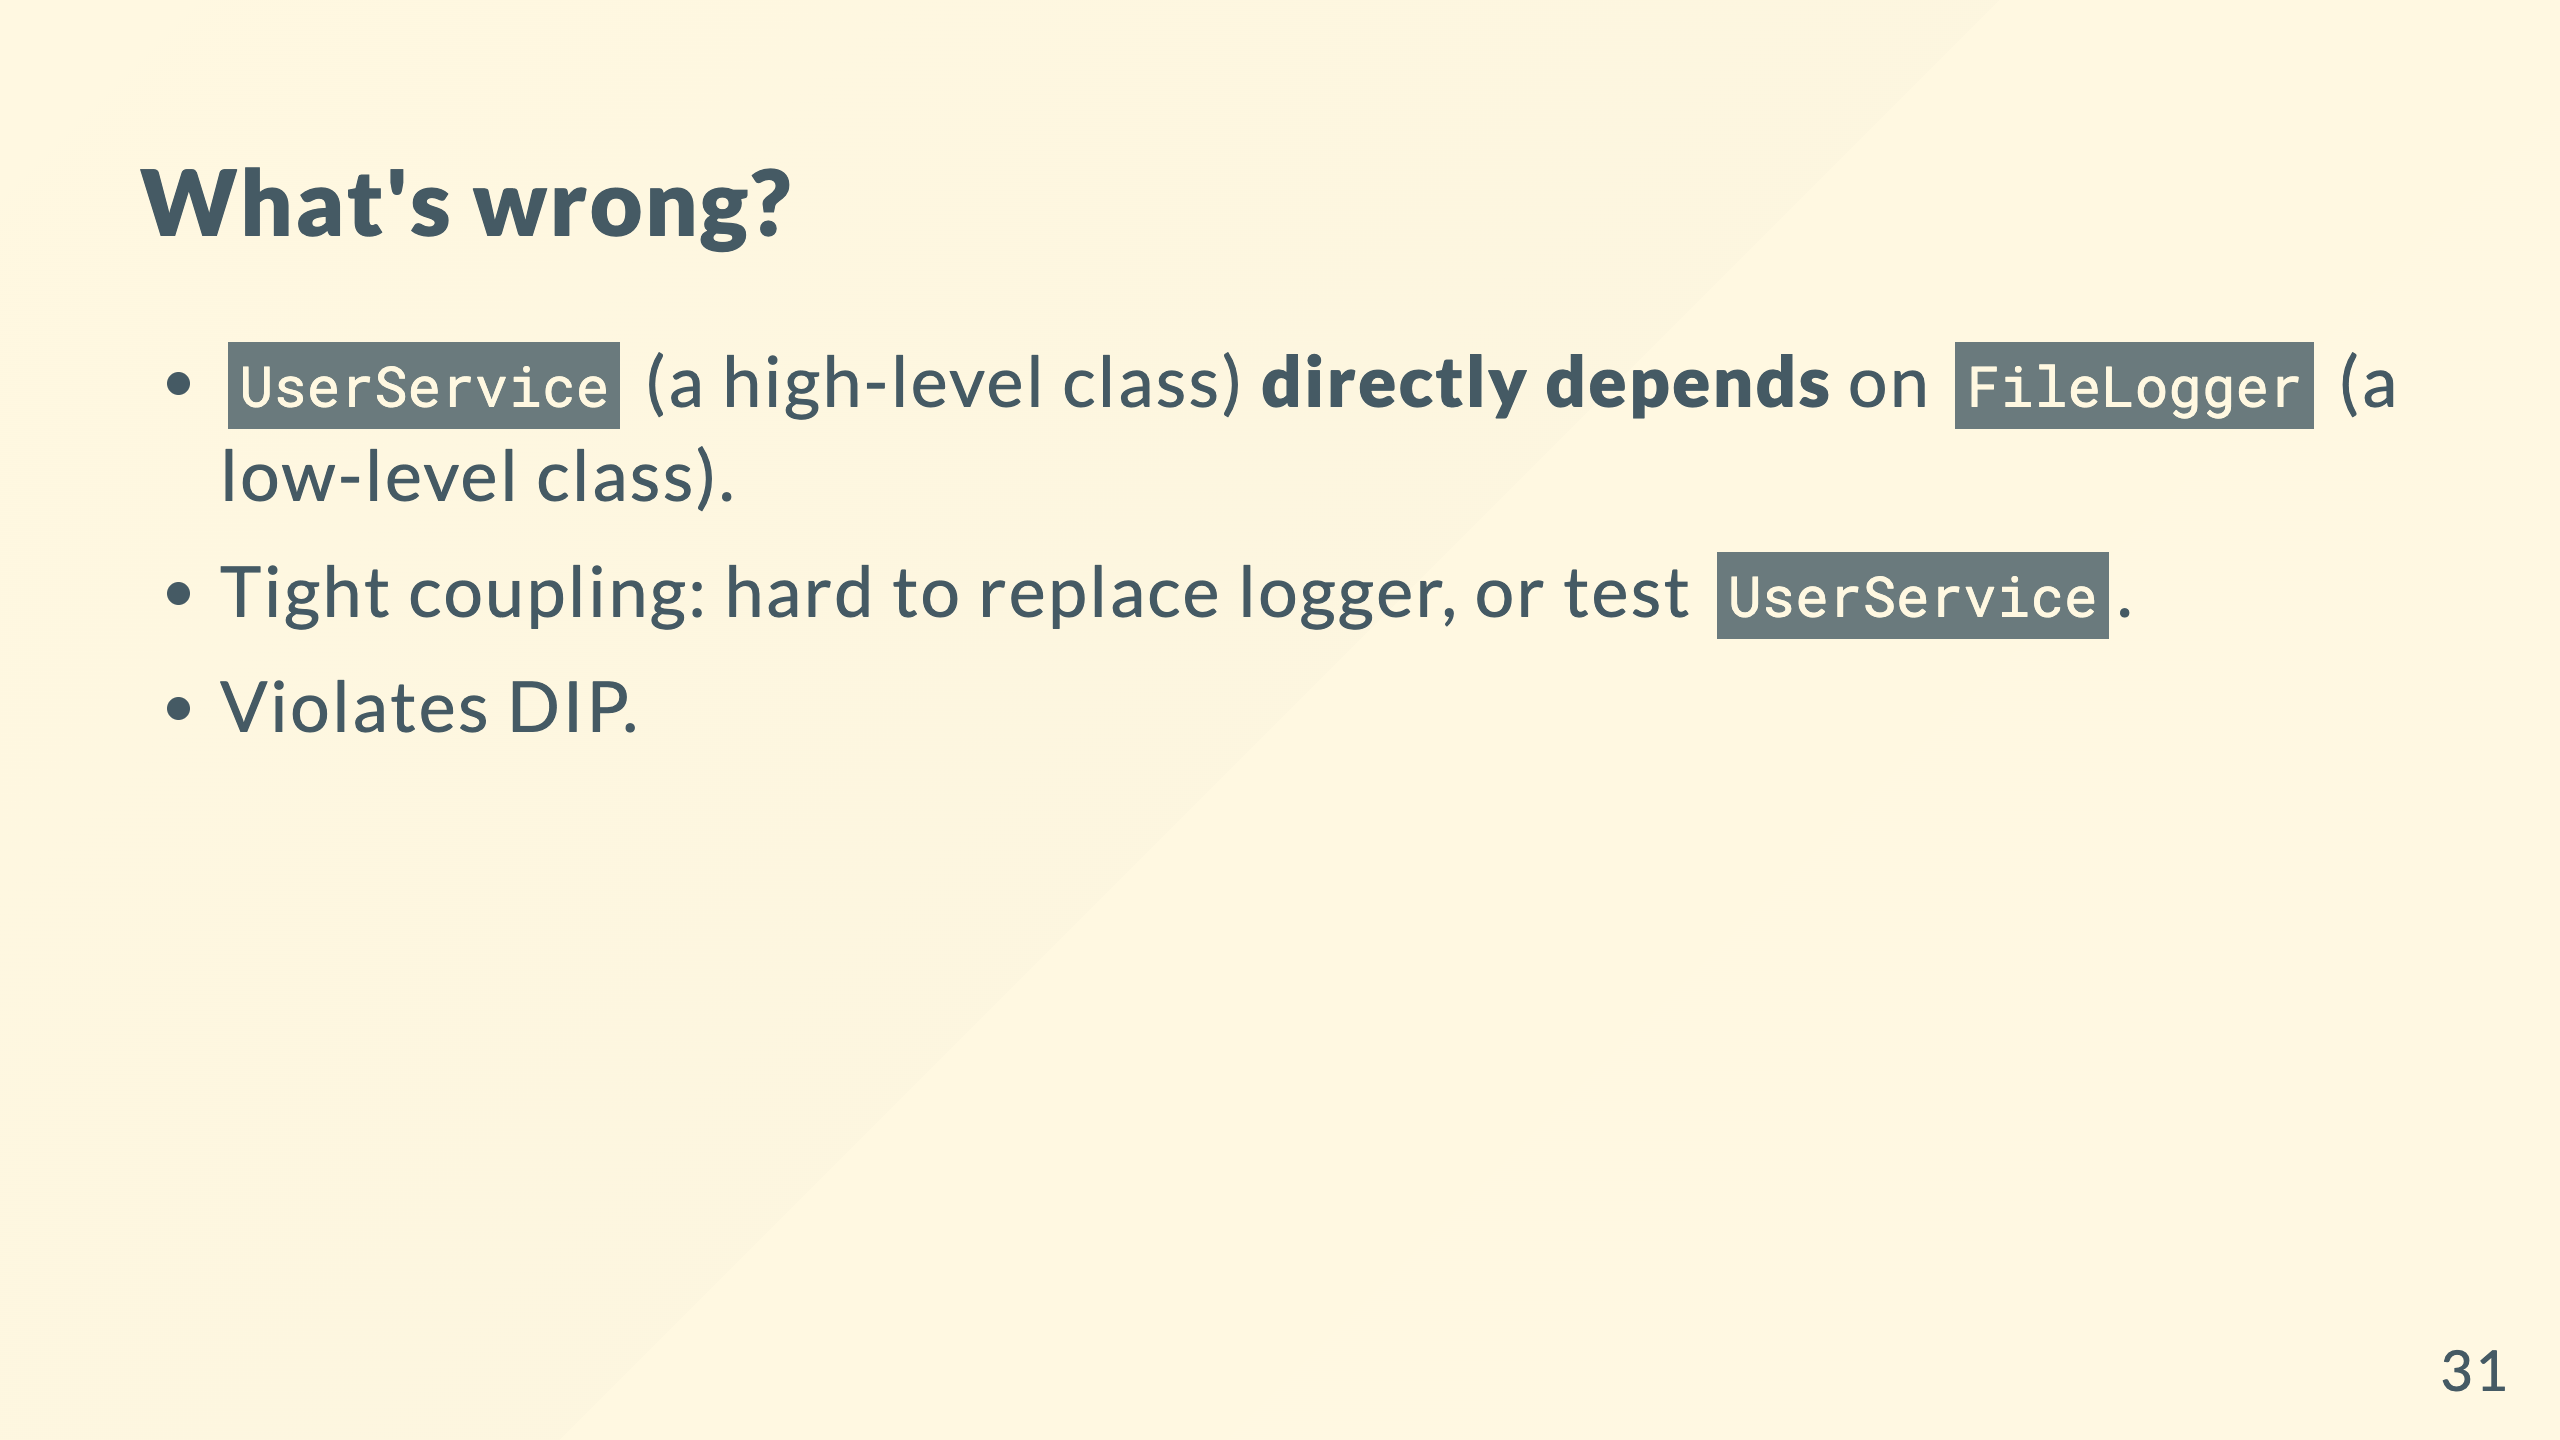 What's wrong?
• UserService (a high-level class) directly depends on FileLogger (a
low-level class).
• Tight coupling: hard to replace logger, or test UserService.
• Violates DIP.
31